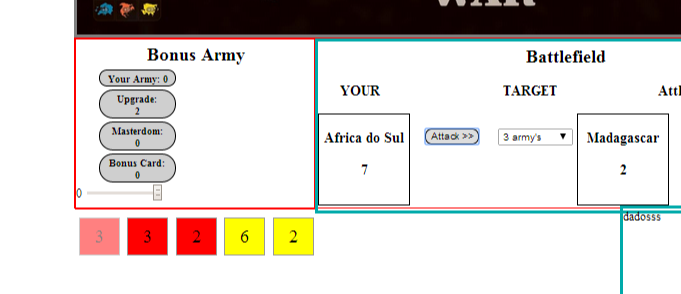 WAR
Bonus Army
Your Army: 0
Upgrade:
2
Masterdom:
0
Bonus Card:
0
0
Battlefield
YOUR
TARGET
Africa do Sul
7
Attack >>
3 army's
Madagascar
2
dadosss
3 3 2 6 2